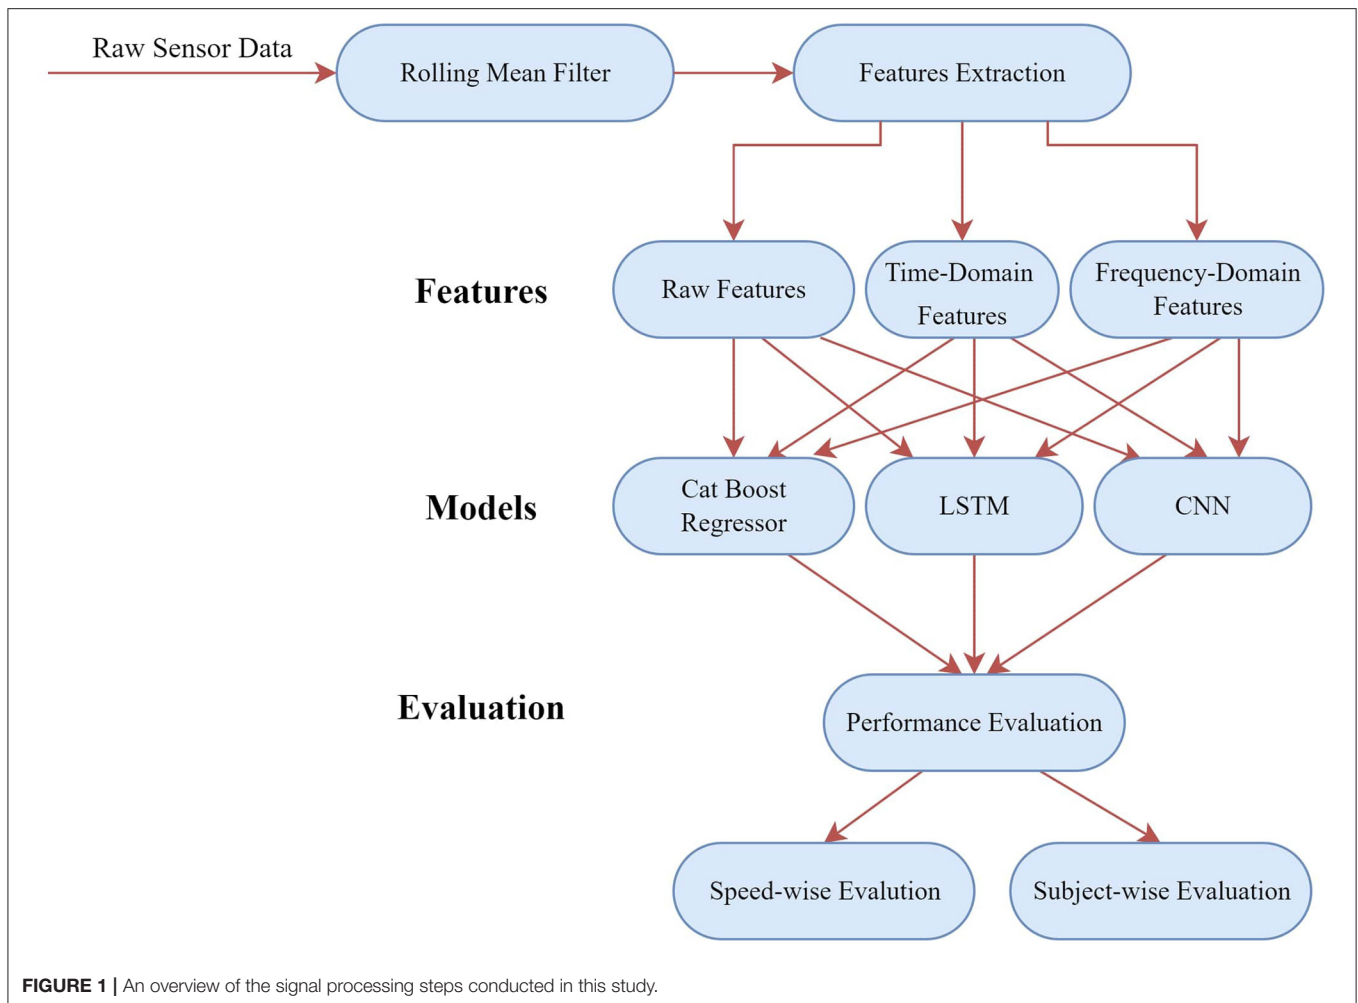 Raw Sensor Data
Rolling Mean Filter
Features Extraction
Features
Raw Features
Time-Domain
Features
Frequency-Domain
Features
Models
Cat Boost
Regressor
LSTM
CNN
Evaluation
Performance Evaluation
Speed-wise Evalution
Subject-wise Evaluation
FIGURE 1 | An overview of the signal processing steps conducted in this study.